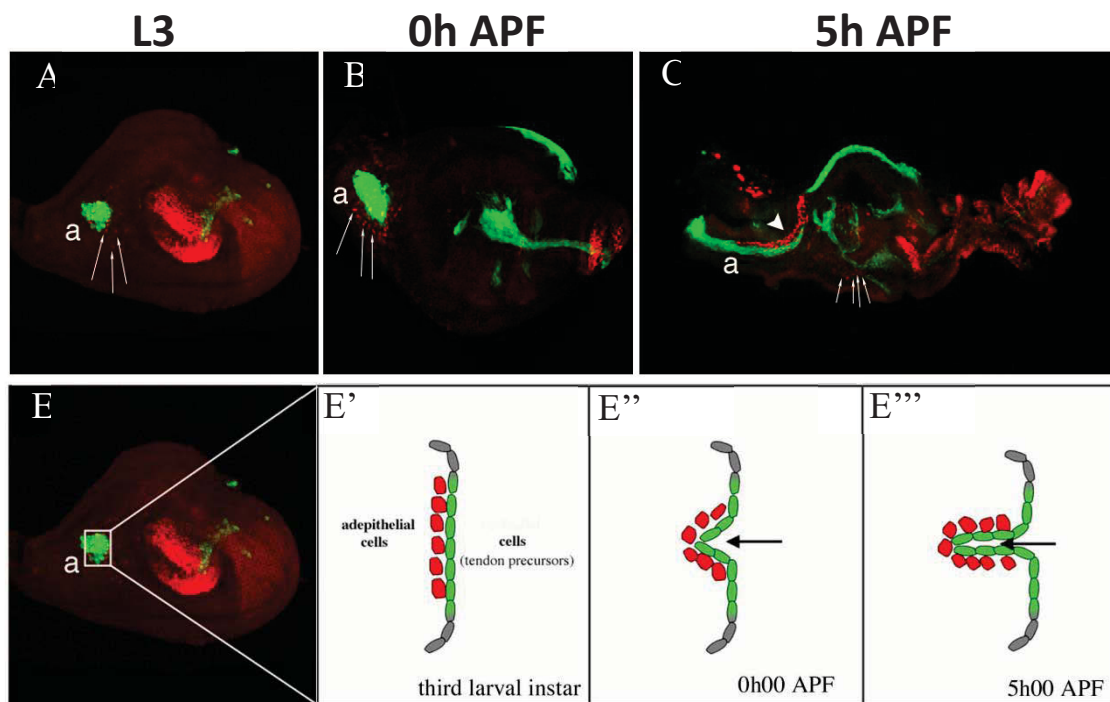 L3 0h APF 5h APF
A B C
a a a
E E’ E’’ E’’’
adepithelial cells
cells (tendon precursors)
a
third larval instar 0h00 APF 5h00 APF